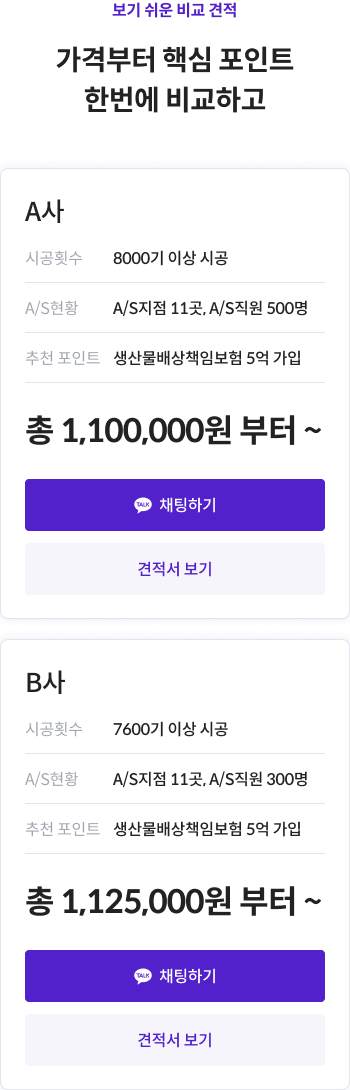 보기 쉬운 비교 견적
가격부터 핵심 포인트
한번에 비교하고
A사
시공횟수 8000기 이상 시공
A/S현황 A/S지점 11곳, A/S직원 500명
추천 포인트 생산물배상책임보험 5억 가입
총 1,100,000원 부터 ~
TALK 채팅하기
견적서 보기
B사
시공횟수 7600기 이상 시공
A/S현황 A/S지점 11곳, A/S직원 300명
추천 포인트 생산물배상책임보험 5억 가입
총 1,125,000원 부터 ~
TALK 채팅하기
견적서 보기